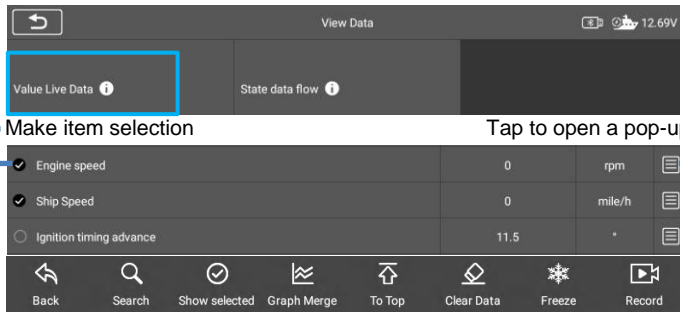 View Data 12.69V
Value Live Data State data flow
Make item selection Tap to open a pop-up
Engine speed 0 rpm
Ship Speed 0 mile/h
Ignition timing advance 11.5 °
Back Search Show selected Graph Merge To Top Clear Data Freeze Record